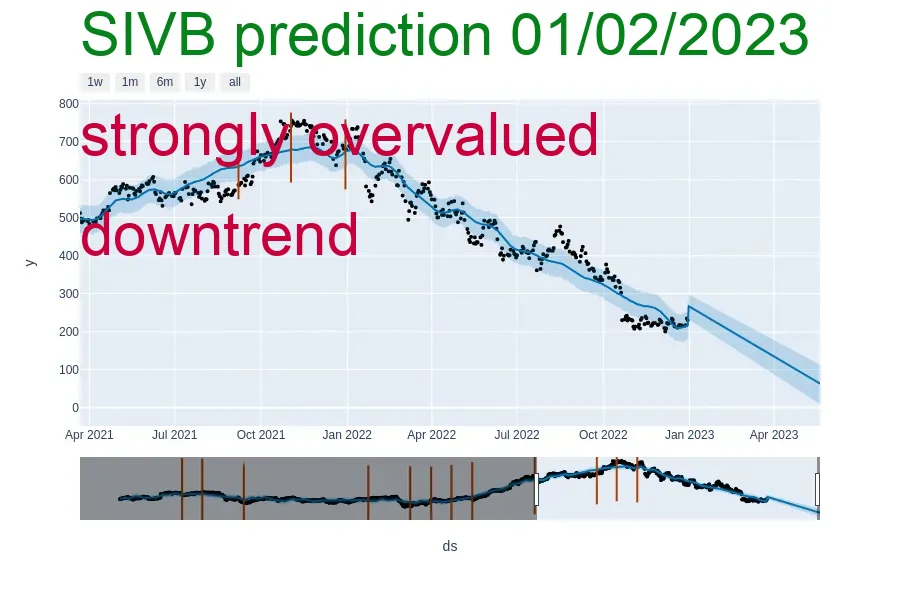 SIVB prediction 01/02/2023
1w 1m 6m 1y all
strongly overvalued
downtrend
800
700
600
500
400
300
200
100
0
y
Apr 2021 Jul 2021 Oct 2021 Jan 2022 Apr 2022 Jul 2022 Oct 2022 Jan 2023 Apr 2023
ds